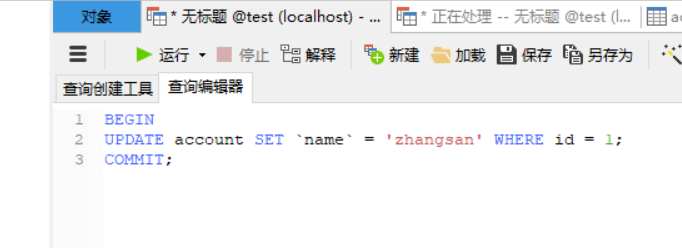 对象 * 无标题 @test (localhost) - ... * 正在处理 -- 无标题 @test (l... ac
运行 停止 解释 新建 加载 保存 另存为
查询创建工具 查询编辑器
1 BEGIN
2 UPDATE account SET `name` = 'zhangsan' WHERE id = 1;
3 COMMIT;